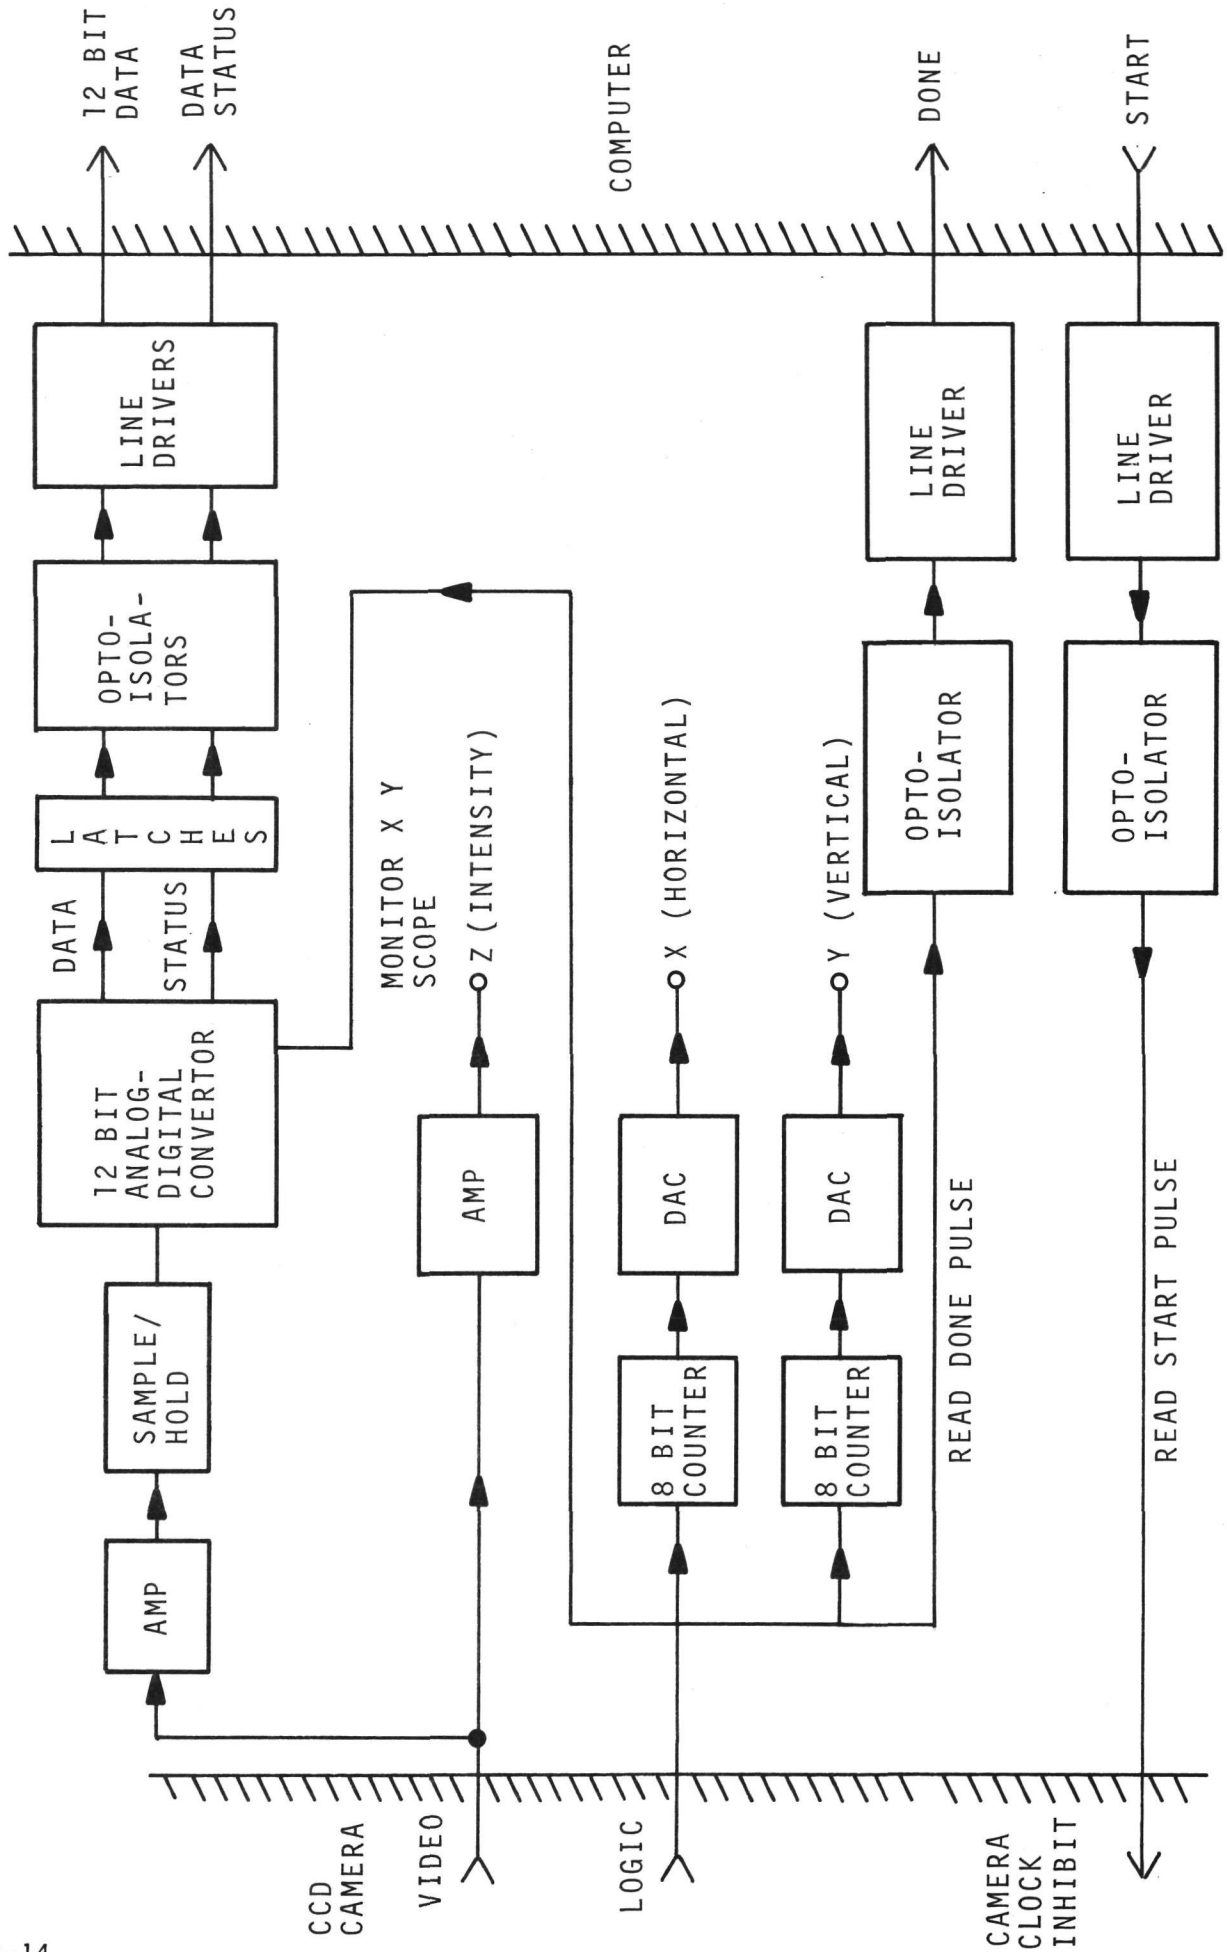 12 BIT
DATA
DATA
STATUS
COMPUTER
DONE
START
LINE
DRIVERS
OPTO-
ISOLA-
TORS
LATCHES
DATA
STATUS
12 BIT
ANALOG-
DIGITAL
CONVERTOR
SAMPLE/
HOLD
AMP
MONITOR X Y
SCOPE
Z (INTENSITY)
AMP
X (HORIZONTAL)
DAC
8 BIT
COUNTER
Y (VERTICAL)
DAC
8 BIT
COUNTER
LINE
DRIVER
OPTO-
ISOLATOR
READ DONE PULSE
LINE
DRIVER
OPTO-
ISOLATOR
READ START PULSE
CCD
CAMERA
VIDEO
LOGIC
CAMERA
CLOCK
INHIBIT
14